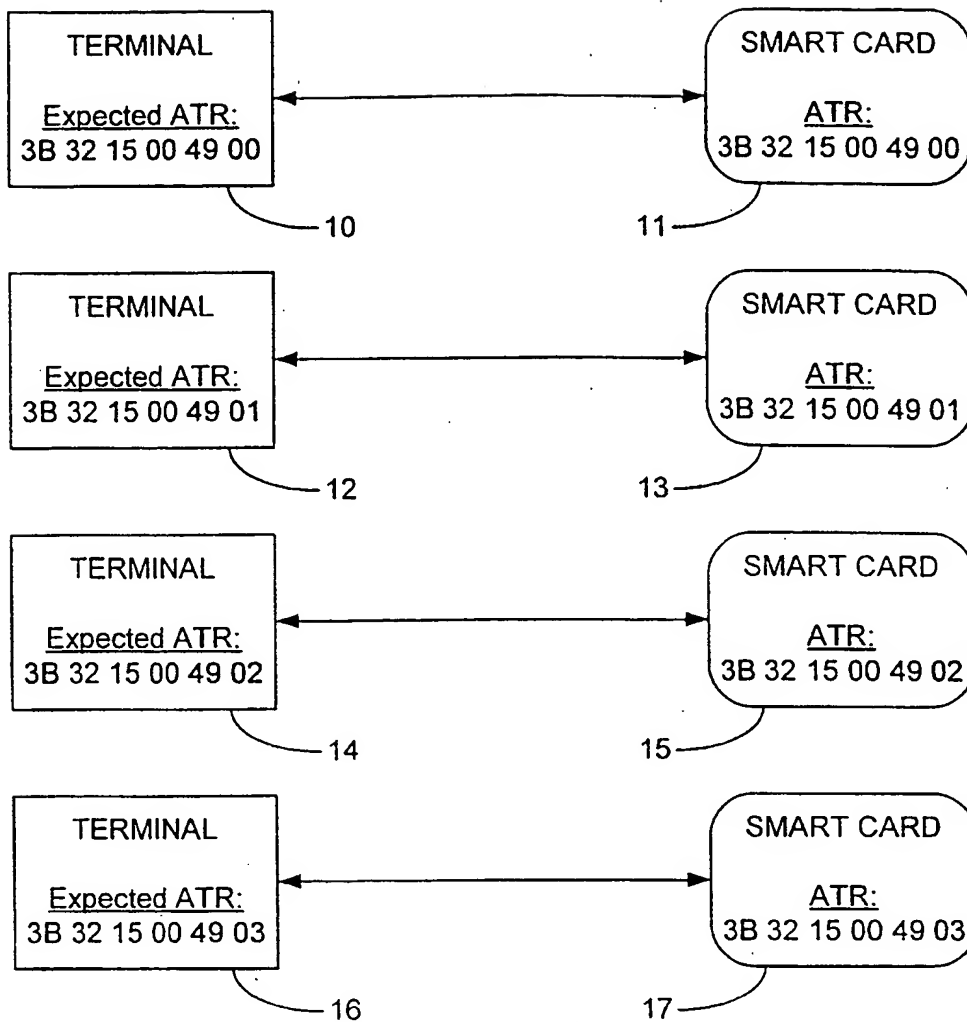 TERMINAL
Expected ATR:
3B 32 15 00 49 00
10
SMART CARD
ATR:
3B 32 15 00 49 00
11
TERMINAL
Expected ATR:
3B 32 15 00 49 01
12
SMART CARD
ATR:
3B 32 15 00 49 01
13
TERMINAL
Expected ATR:
3B 32 15 00 49 02
14
SMART CARD
ATR:
3B 32 15 00 49 02
15
TERMINAL
Expected ATR:
3B 32 15 00 49 03
16
SMART CARD
ATR:
3B 32 15 00 49 03
17